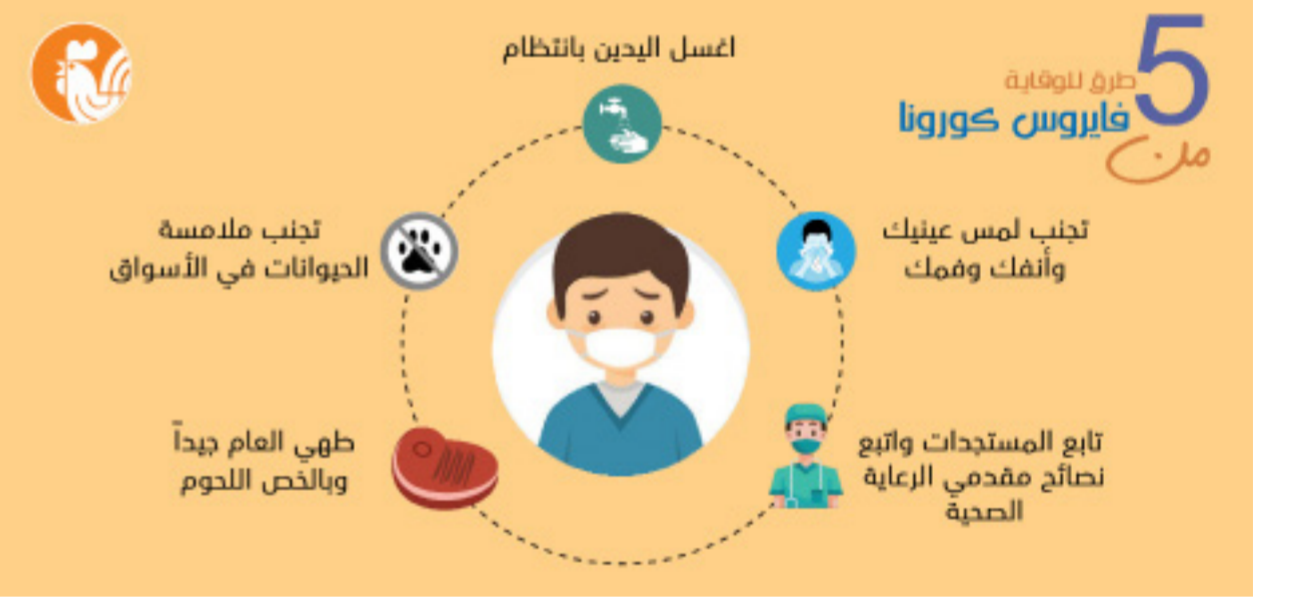 5
طرق للوقاية
من
فايروس كورونا
اغسل اليدين بانتظام
تجنب لمس عينيك
وأنفك وفمك
تجنب ملامسة
الحيوانات في الأسواق
تابع المستجدات واتبع
نصائح مقدمي الرعاية
الصحية
طهي العام جيداً
وبالخص اللحوم